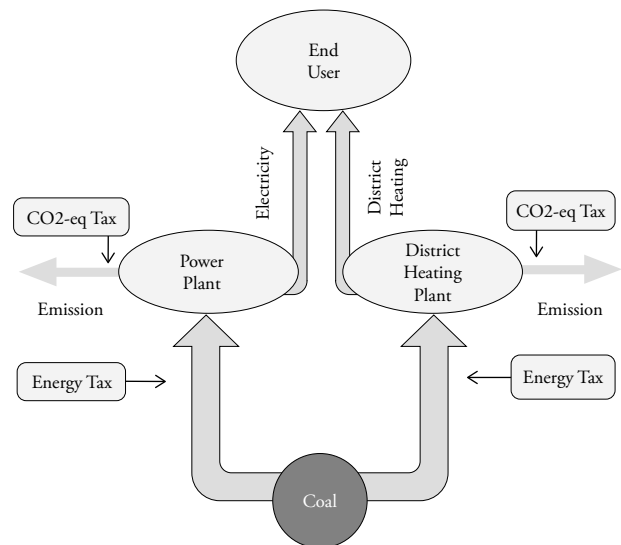 End
User
Electricity
District
Heating
CO2-eq Tax
CO2-eq Tax
Power
Plant
District
Heating
Plant
Emission
Emission
Energy Tax
Energy Tax
Coal